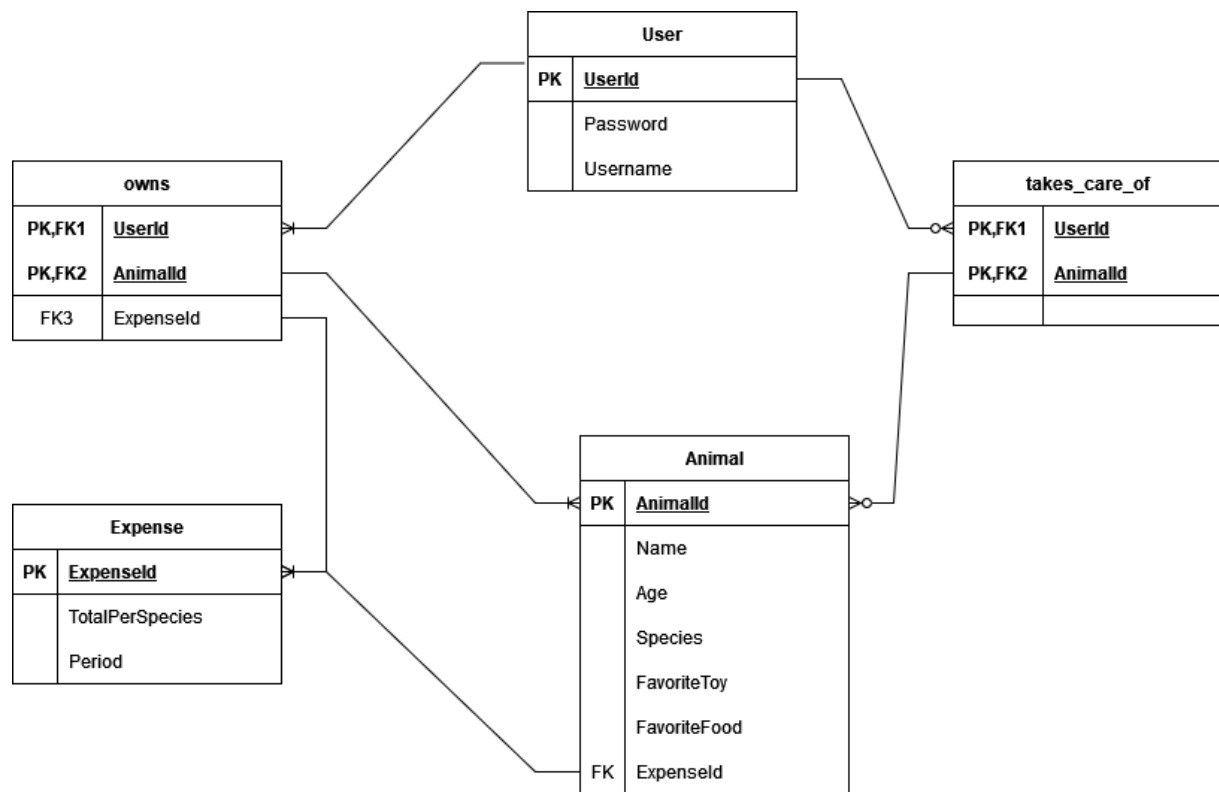 User
PK UserId
Password
Username
owns
PK,FK1 UserId
PK,FK2 AnimalId
FK3 ExpenseId
takes_care_of
PK,FK1 UserId
PK,FK2 AnimalId
Animal
PK AnimalId
Name
Age
Species
FavoriteToy
FavoriteFood
FK ExpenseId
Expense
PK ExpenseId
TotalPerSpecies
Period